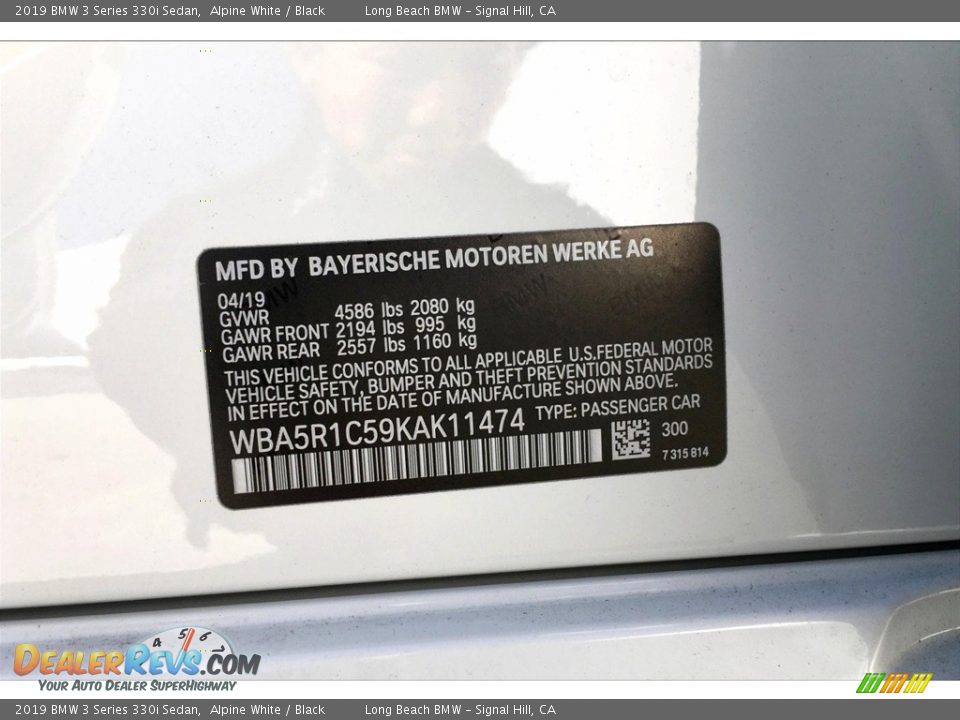 2019 BMW 3 Series 330i Sedan,  Alpine White / Black  Long Beach BMW – Signal Hill, CA
MFD BY BAYERISCHE MOTOREN WERKE AG
04/19
GVWR 4586 lbs 2080 kg
GAWR FRONT 2194 lbs 995 kg
GAWR REAR 2557 lbs 1160 kg
THIS VEHICLE CONFORMS TO ALL APPLICABLE U.S.FEDERAL MOTOR
VEHICLE SAFETY, BUMPER AND THEFT PREVENTION STANDARDS
IN EFFECT ON THE DATE OF MANUFACTURE SHOWN ABOVE.
WBA5R1C59KAK11474 TYPE: PASSENGER CAR
300
7 315 814
4 5 6
DEALERREVS.COM
YOUR AUTO DEALER SUPERHIGHWAY
2019 BMW 3 Series 330i Sedan,  Alpine White / Black  Long Beach BMW – Signal Hill, CA